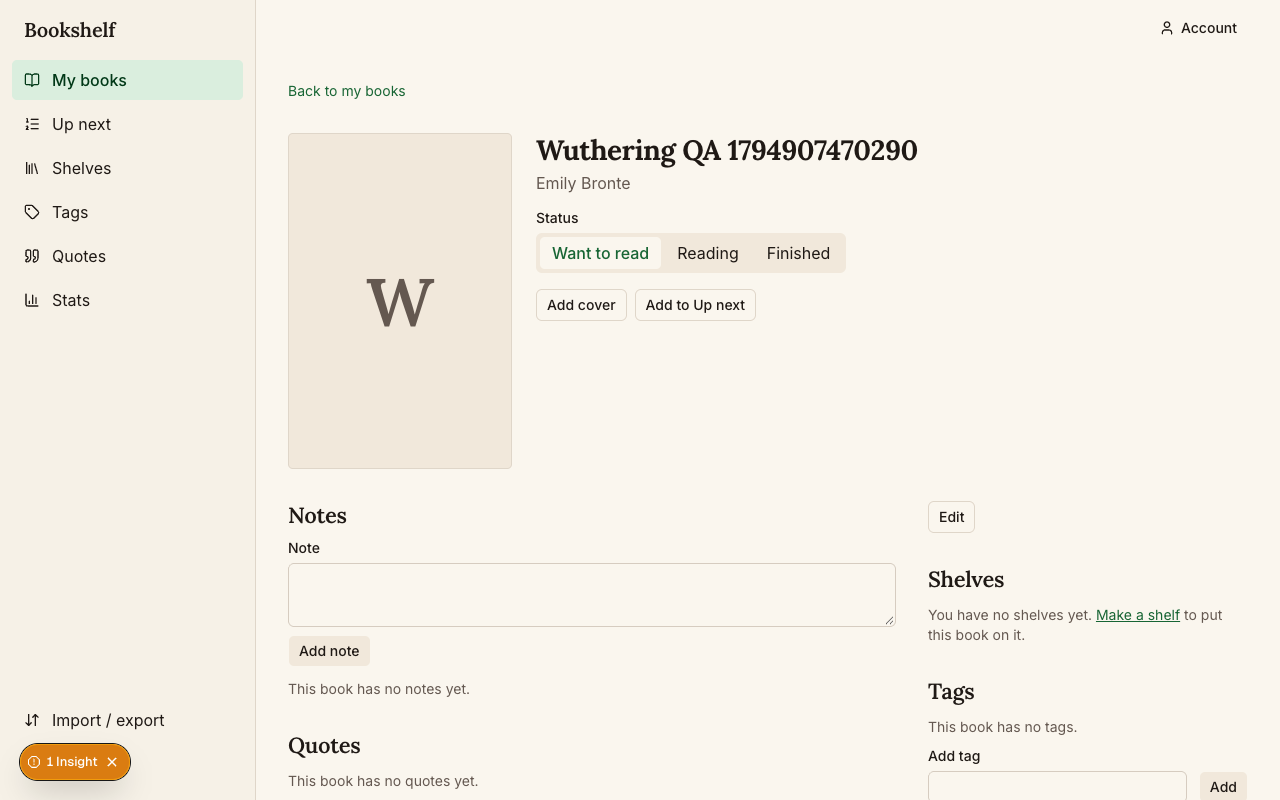 Bookshelf
My books
Up next
Shelves
Tags
Quotes
Stats
Import / export
1 Insight
Account
Back to my books
W
Wuthering QA 1794907470290
Emily Bronte
Status
Want to read
Reading
Finished
Add cover
Add to Up next
Notes
Note
Add note
This book has no notes yet.
Quotes
This book has no quotes yet.
Edit
Shelves
You have no shelves yet. Make a shelf to put
this book on it.
Tags
This book has no tags.
Add tag
Add